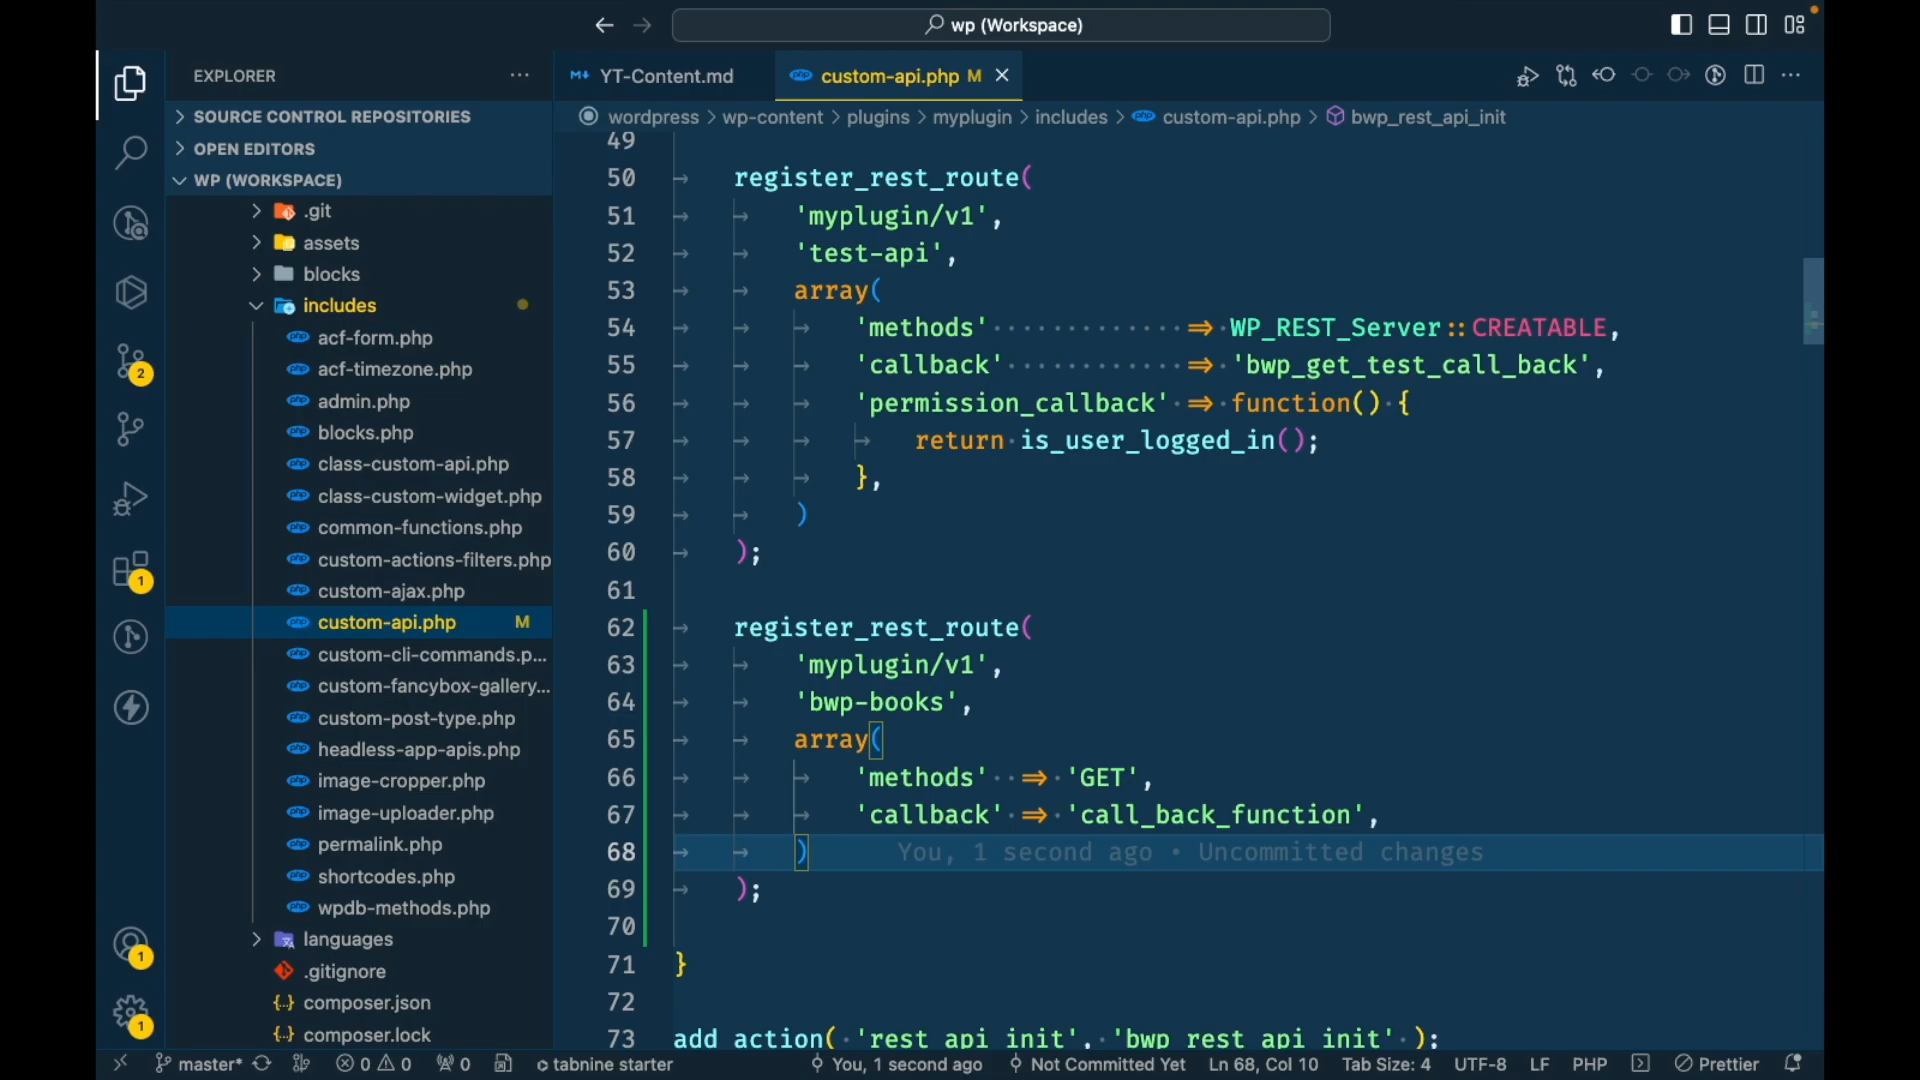 wp (Workspace)
EXPLORER
YT-Content.md
custom-api.php M
SOURCE CONTROL REPOSITORIES
OPEN EDITORS
WP (WORKSPACE)
wordpress > wp-content > plugins > myplugin > includes > custom-api.php > bwp_rest_api_init
.git
assets
blocks
includes
acf-form.php
acf-timezone.php
admin.php
blocks.php
class-custom-api.php
class-custom-widget.php
common-functions.php
custom-actions-filters.php
custom-ajax.php
custom-api.php M
custom-cli-commands.p...
custom-fancybox-gallery...
custom-post-type.php
headless-app-apis.php
image-cropper.php
image-uploader.php
permalink.php
shortcodes.php
wpdb-methods.php
languages
.gitignore
composer.json
composer.lock
2
1
1
1
49
50 register_rest_route(
51 'myplugin/v1',
52 'test-api',
53 array(
54 'methods' => WP_REST_Server::CREATABLE,
55 'callback' => 'bwp_get_test_call_back',
56 'permission_callback' => function() {
57 return is_user_logged_in();
58 },
59 )
60 );
61
62 register_rest_route(
63 'myplugin/v1',
64 'bwp-books',
65 array(
66 'methods' => 'GET',
67 'callback' => 'call_back_function',
68 ) You, 1 second ago • Uncommitted changes
69 );
70
71 }
72
73 add_action( 'rest_api_init', 'bwp_rest_api_init' );
master* 0 0 0 tabnine starter You, 1 second ago Not Committed Yet Ln 68, Col 10 Tab Size: 4 UTF-8 LF PHP Prettier